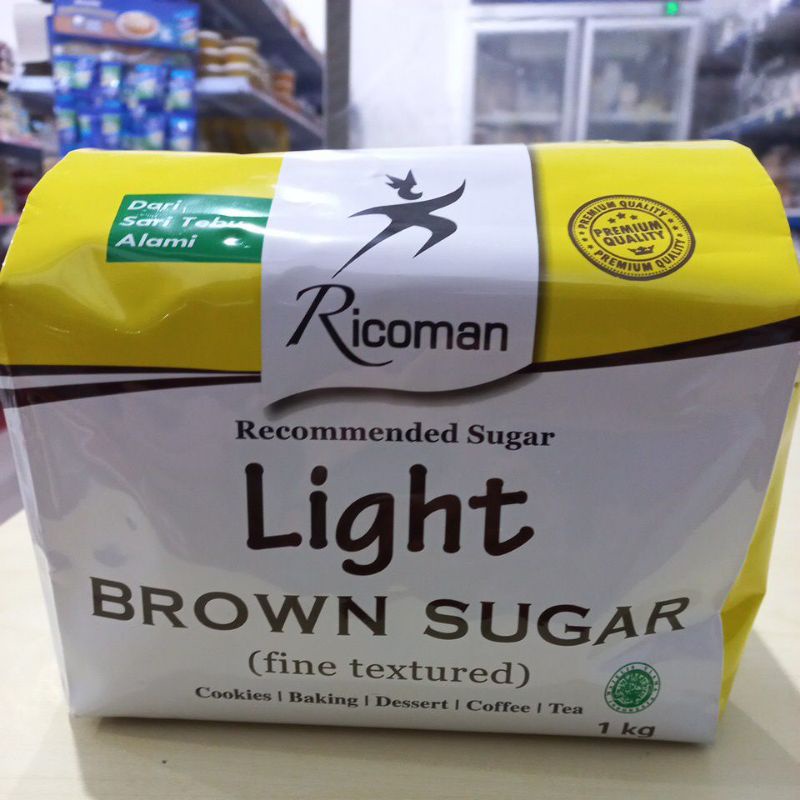 Dari
Sari Tebu
Alami
Ricoman
PREMIUM QUALITY
PREMIUM
QUALITY
PREMIUM QUALITY
Recommended Sugar
Light
BROWN SUGAR
(fine textured)
Cookies | Baking | Dessert | Coffee | Tea
1 kg